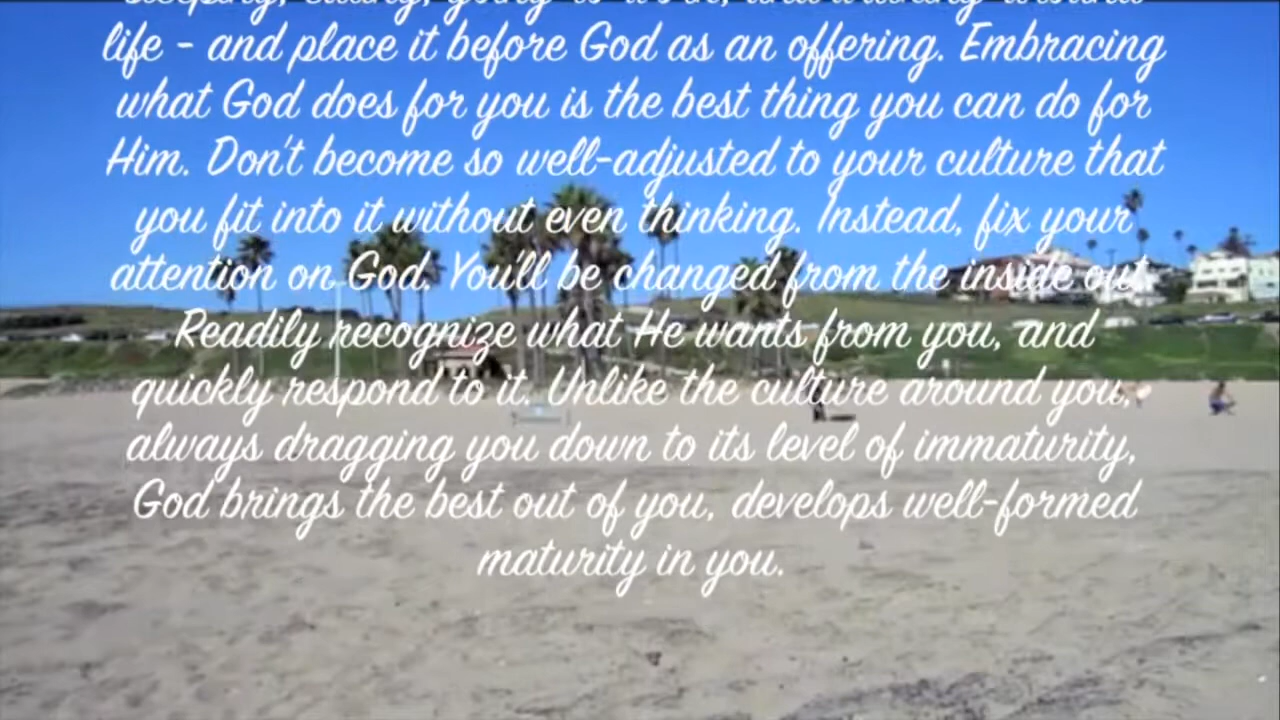 life - and place it before God as an offering. Embracing
what God does for you is the best thing you can do for
Him. Don't become so well-adjusted to your culture that
you fit into it without even thinking. Instead, fix your
attention on God. You'll be changed from the inside out.
Readily recognize what He wants from you, and
quickly respond to it. Unlike the culture around you,
always dragging you down to its level of immaturity,
God brings the best out of you, develops well-formed
maturity in you.